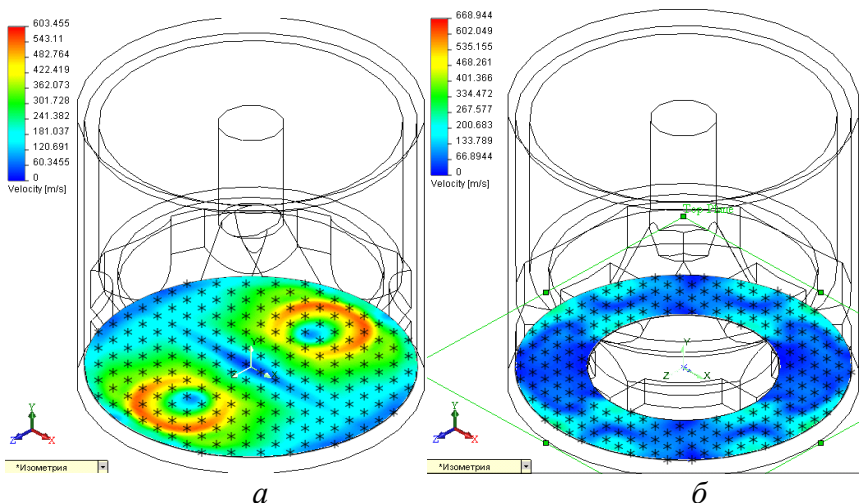 603.455
543.11
482.764
422.419
362.073
301.728
241.382
181.037
120.691
60.3455
0
Velocity [m/s]
Y
Y
Z
X
*Изометрия
а
668.944
602.049
535.155
468.261
401.366
334.472
267.577
200.683
133.789
66.8944
0
Velocity [m/s]
Top Plane
Y
Z
X
Y
Z
X
*Изометрия
б